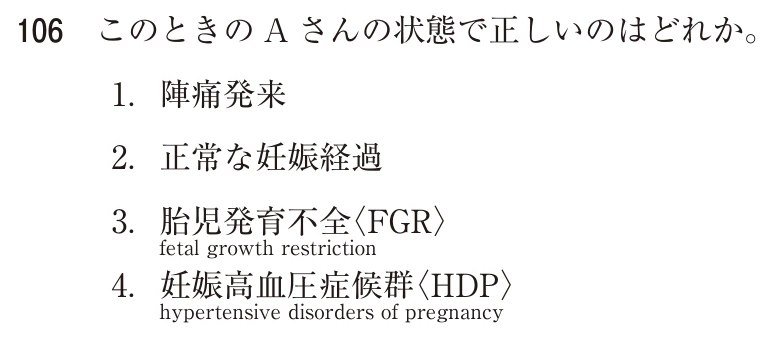 106 このときの A さんの状態で正しいのはどれか。
1. 陣痛発来
2. 正常な妊娠経過
3. 胎児発育不全〈FGR〉
fetal growth restriction
4. 妊娠高血圧症候群〈HDP〉
hypertensive disorders of pregnancy